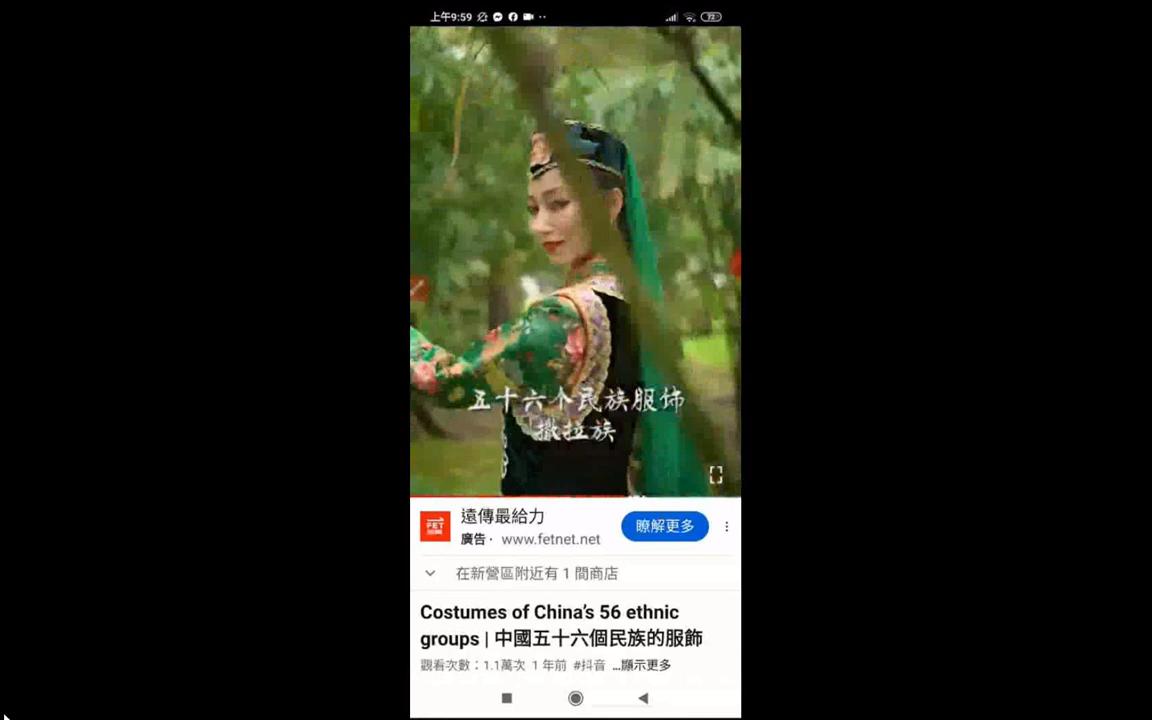 上午9:59
72
五十六个民族服饰
撒拉族
FET
遠傳最給力
瞭解更多
廣告· www.fetnet.net
在新營區附近有 1 間商店
Costumes of China's 56 ethnic
groups | 中國五十六個民族的服飾
觀看次數：1.1萬次 1 年前 #抖音 ...顯示更多